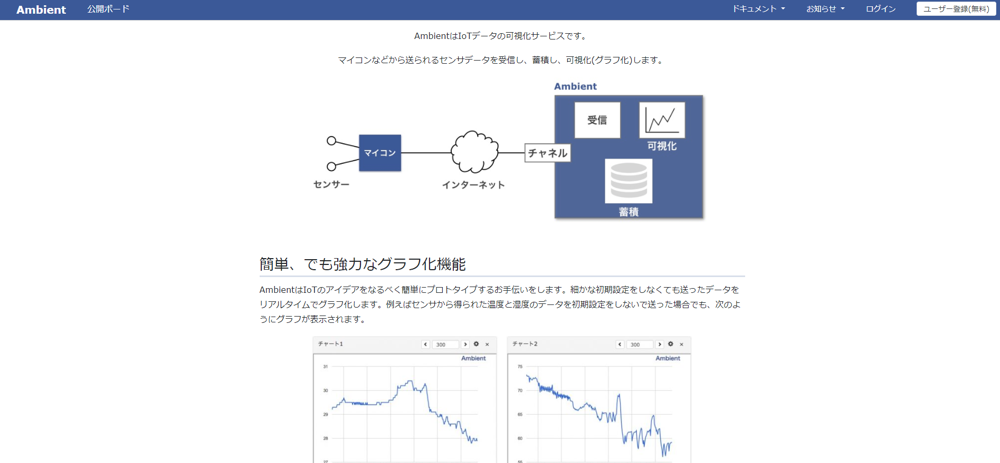 Ambient 公開ボード ドキュメント お知らせ ログイン ユーザー登録(無料)
AmbientはIoTデータの可視化サービスです。
マイコンなどから送られるセンサデータを受信し、蓄積し、可視化(グラフ化)します。
Ambient
受信
可視化
マイコン
チャネル
センサー
インターネット
蓄積
簡単、でも強力なグラフ化機能
AmbientはIoTのアイデアをなるべく簡単にプロトタイプするお手伝いをします。細かな初期設定をしなくても送ったデータを
リアルタイムでグラフ化します。例えばセンサから得られた温度と湿度のデータを初期設定をしないで送った場合でも、次のよ
うにグラフが表示されます。
チャート1 300
Ambient
31
30
29
28
27
チャート2 300
Ambient
75
70
65
60
55